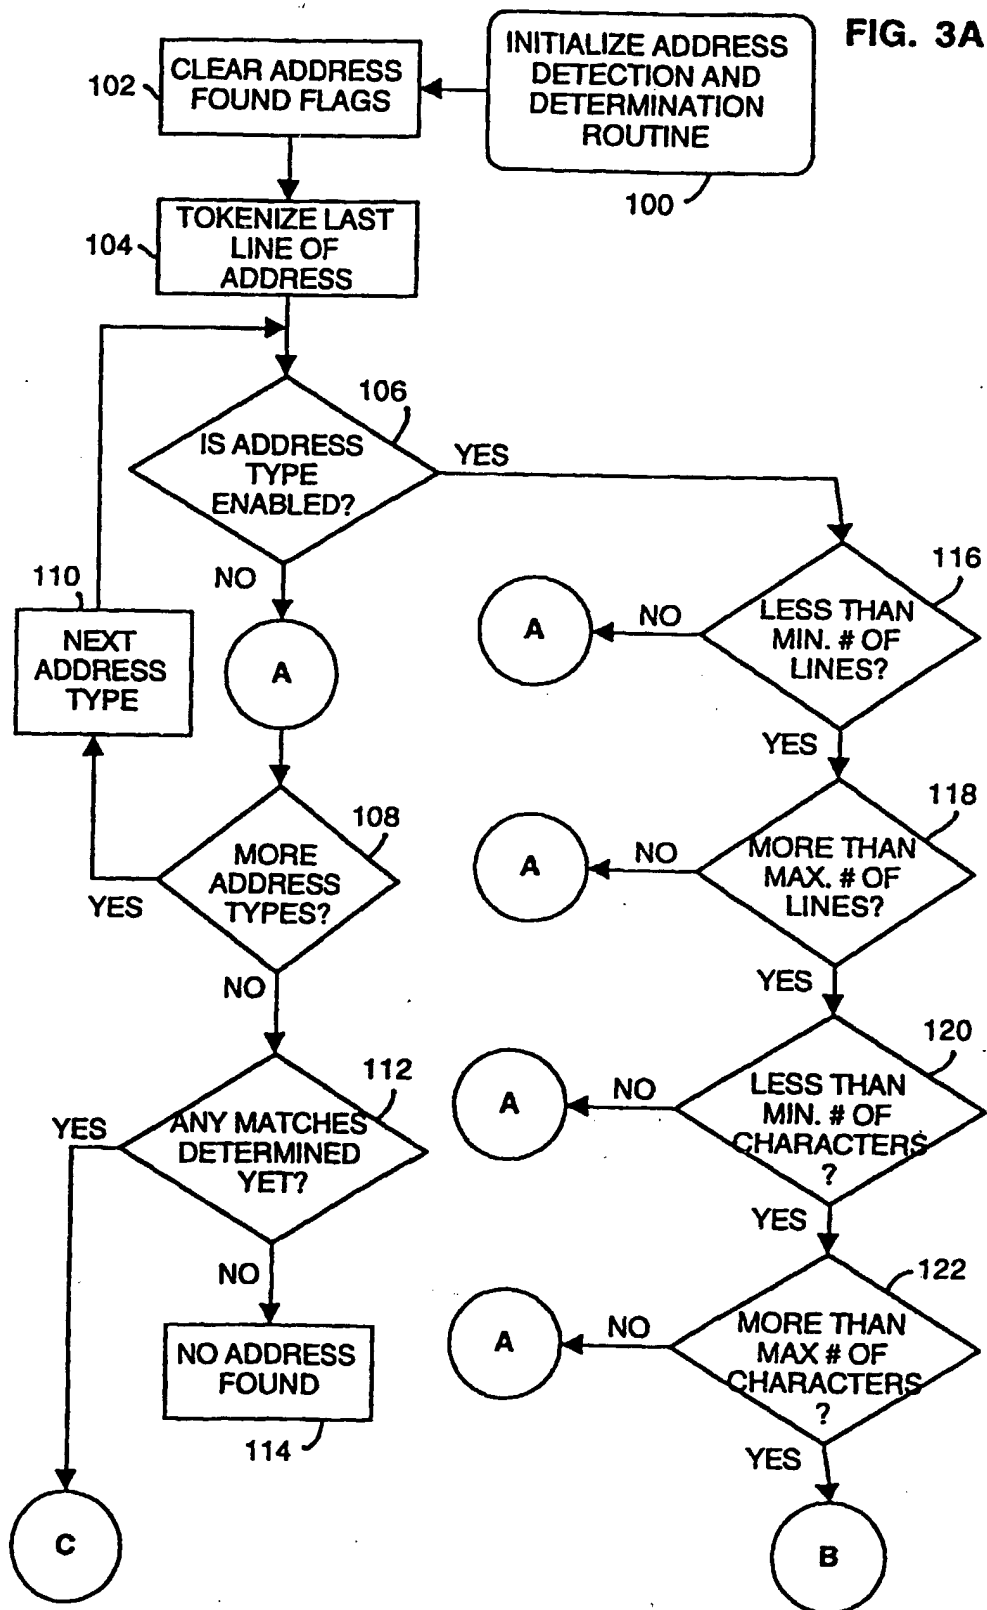 FIG. 3A
INITIALIZE ADDRESS
DETECTION AND
DETERMINATION
ROUTINE
100
CLEAR ADDRESS
FOUND FLAGS
102
TOKENIZE LAST
LINE OF
ADDRESS
104
106
IS ADDRESS
TYPE
ENABLED?
YES
NO
110
NEXT
ADDRESS
TYPE
A
108
MORE
ADDRESS
TYPES?
YES
NO
112
ANY MATCHES
DETERMINED
YET?
YES
NO
NO ADDRESS
FOUND
114
C
116
LESS THAN
MIN. # OF
LINES?
NO
A
YES
118
MORE THAN
MAX. # OF
LINES?
NO
A
YES
120
LESS THAN
MIN. # OF
CHARACTERS
?
NO
A
YES
122
MORE THAN
MAX # OF
CHARACTERS
?
NO
A
YES
B